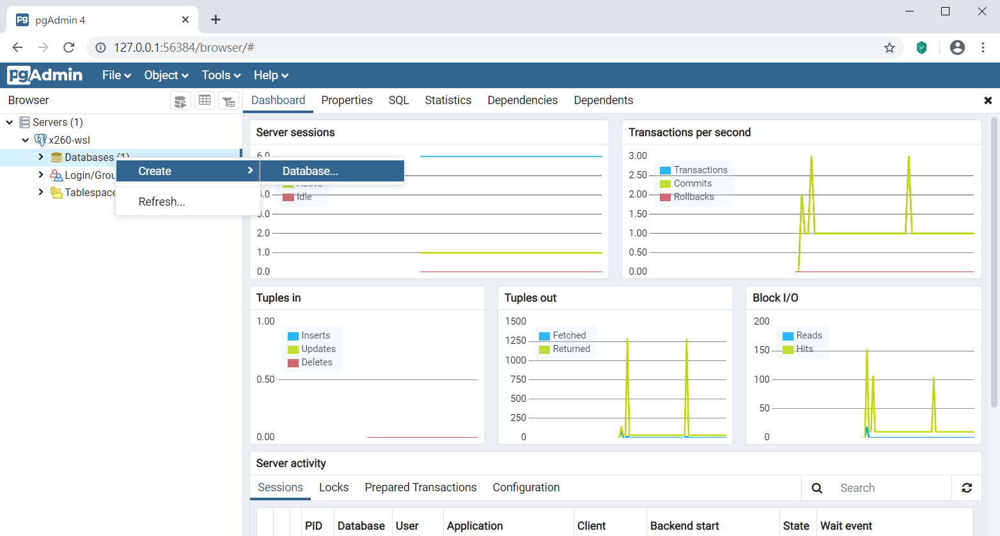 pgAdmin 4
127.0.0.1:56384/browser/#
pgAdmin File Object Tools Help
Browser
Dashboard Properties SQL Statistics Dependencies Dependents
Servers (1)
x260-wsl
Databases (1)
Login/Grou
Tablespace
Create
Database...
Refresh...
Server sessions
6.0
4.0
3.0
2.0
1.0
0.0
Active
Idle
Transactions per second
3.00
2.50
2.00
1.50
1.00
0.50
0.00
Transactions
Commits
Rollbacks
Tuples in
1.00
0.50
0.00
Inserts
Updates
Deletes
Tuples out
1500
1250
1000
750
500
250
0
Fetched
Returned
Block I/O
200
150
100
50
0
Reads
Hits
Server activity
Sessions Locks Prepared Transactions Configuration Search
PID Database User Application Client Backend start State Wait event